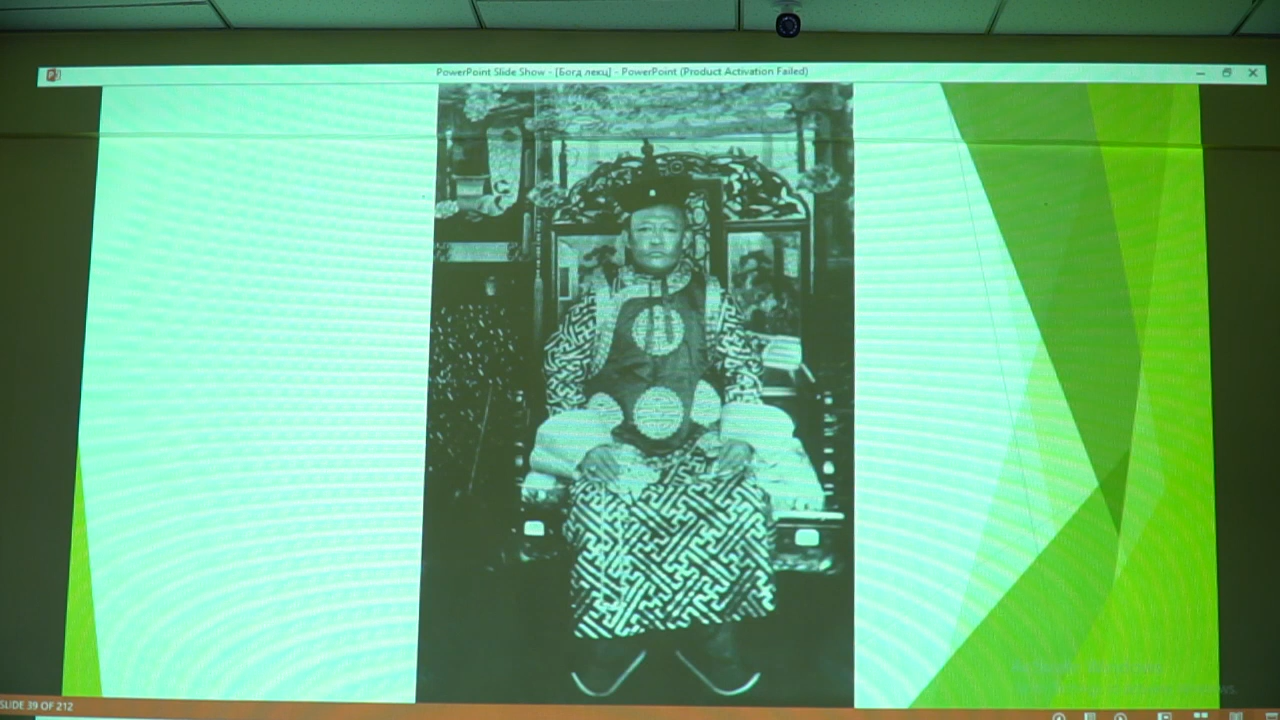 PowerPoint Slide Show - [Богд лекц] - PowerPoint (Product Activation Failed)
SLIDE 39 OF 212